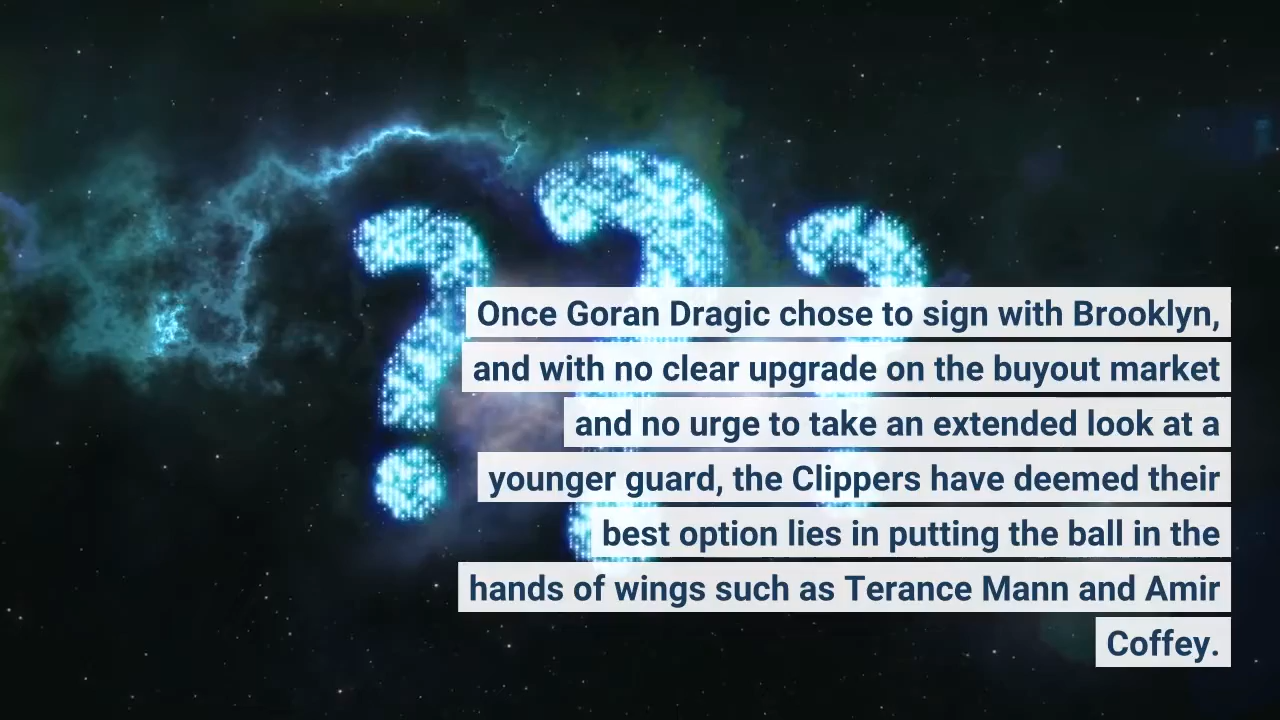 Once Goran Dragic chose to sign with Brooklyn,
and with no clear upgrade on the buyout market
and no urge to take an extended look at a
younger guard, the Clippers have deemed their
best option lies in putting the ball in the
hands of wings such as Terance Mann and Amir
Coffey.